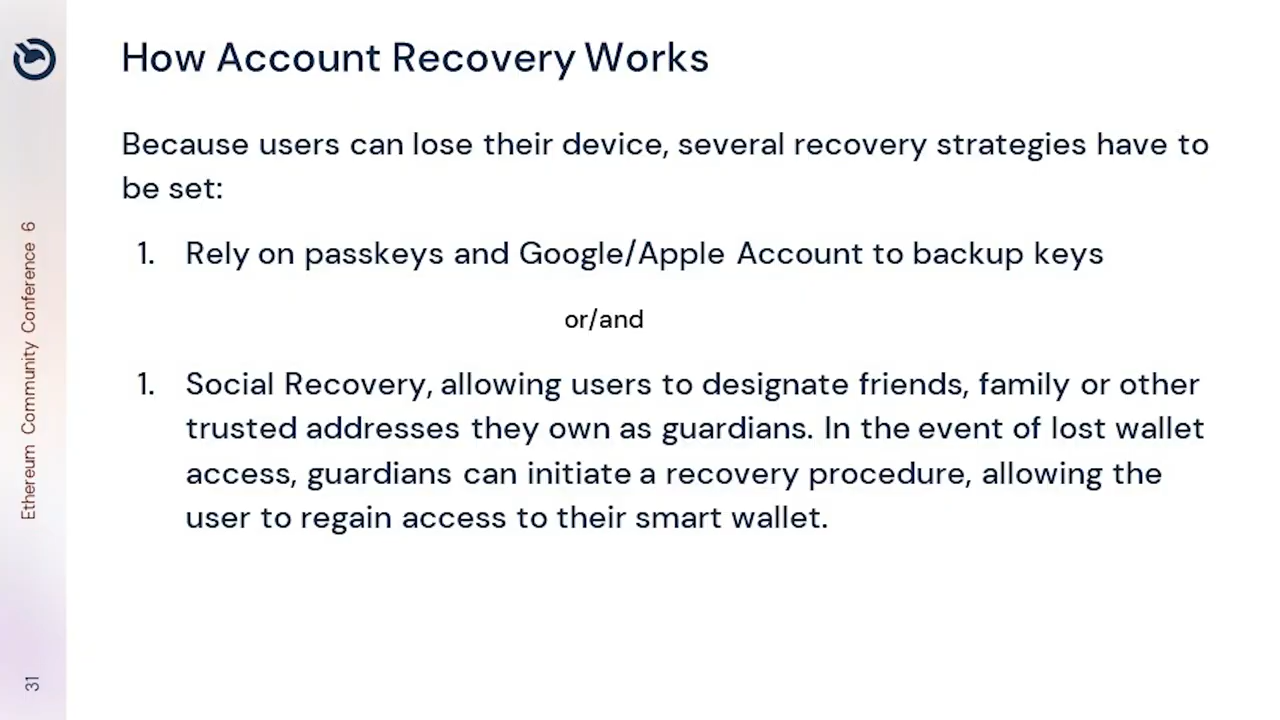 How Account Recovery Works
Because users can lose their device, several recovery strategies have to
be set:
1. Rely on passkeys and Google/Apple Account to backup keys
or/and
1. Social Recovery, allowing users to designate friends, family or other
trusted addresses they own as guardians. In the event of lost wallet
access, guardians can initiate a recovery procedure, allowing the
user to regain access to their smart wallet.
Ethereum Community Conference 6
31